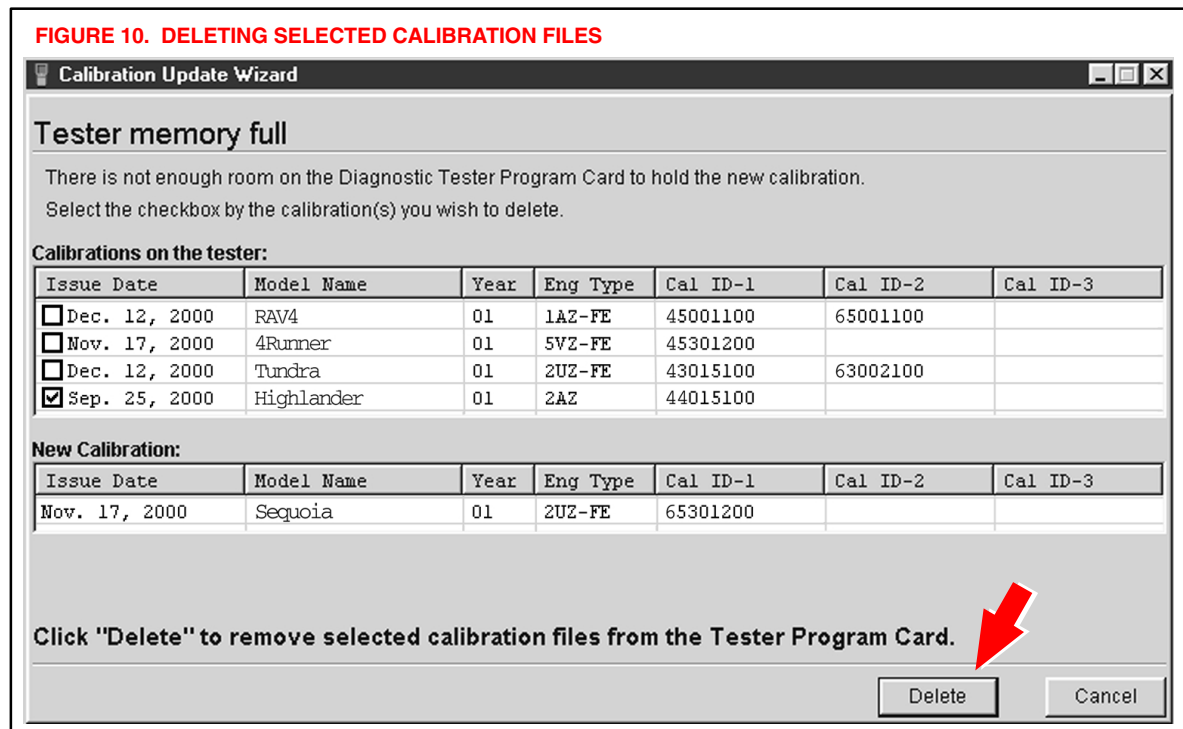 FIGURE 10. DELETING SELECTED CALIBRATION FILES
Calibration Update Wizard
Tester memory full
There is not enough room on the Diagnostic Tester Program Card to hold the new calibration.
Select the checkbox by the calibration(s) you wish to delete.
Calibrations on the tester:
Issue Date Model Name Year Eng Type Cal ID-1 Cal ID-2 Cal ID-3
Dec. 12, 2000 RAV4 01 1AZ-FE 45001100 65001100
Nov. 17, 2000 4Runner 01 5VZ-FE 45301200
Dec. 12, 2000 Tundra 01 2UZ-FE 43015100 63002100
Sep. 25, 2000 Highlander 01 2AZ 44015100
New Calibration:
Issue Date Model Name Year Eng Type Cal ID-1 Cal ID-2 Cal ID-3
Nov. 17, 2000 Sequoia 01 2UZ-FE 65301200
Click "Delete" to remove selected calibration files from the Tester Program Card.
Delete Cancel